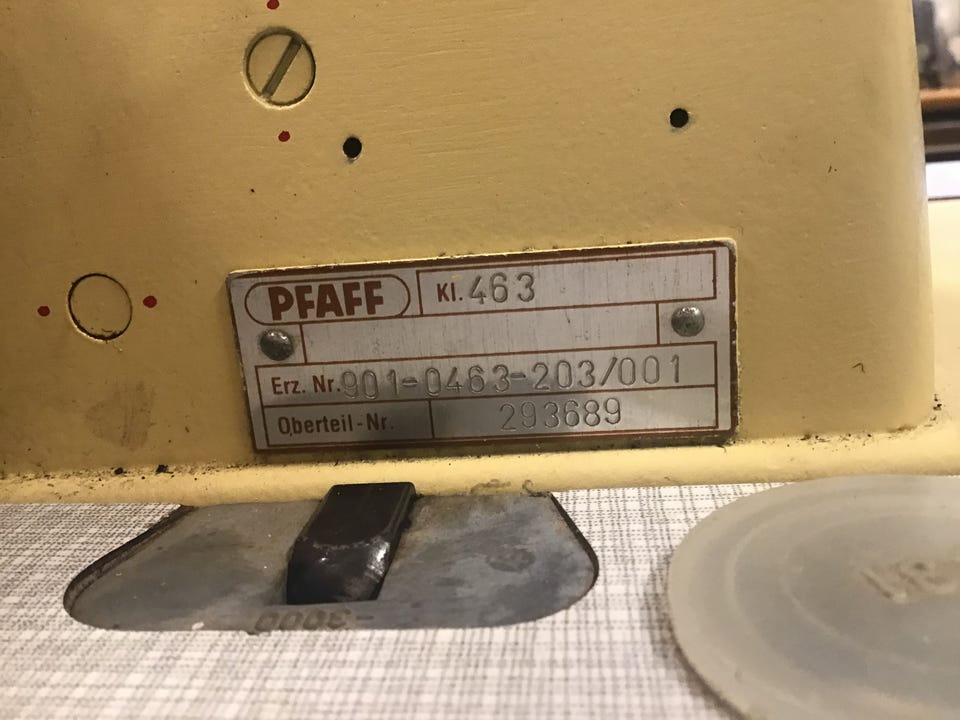 PFAFF Kl. 463
Erz. Nr. 901-0463-203/001
Oberteil-Nr. 293689